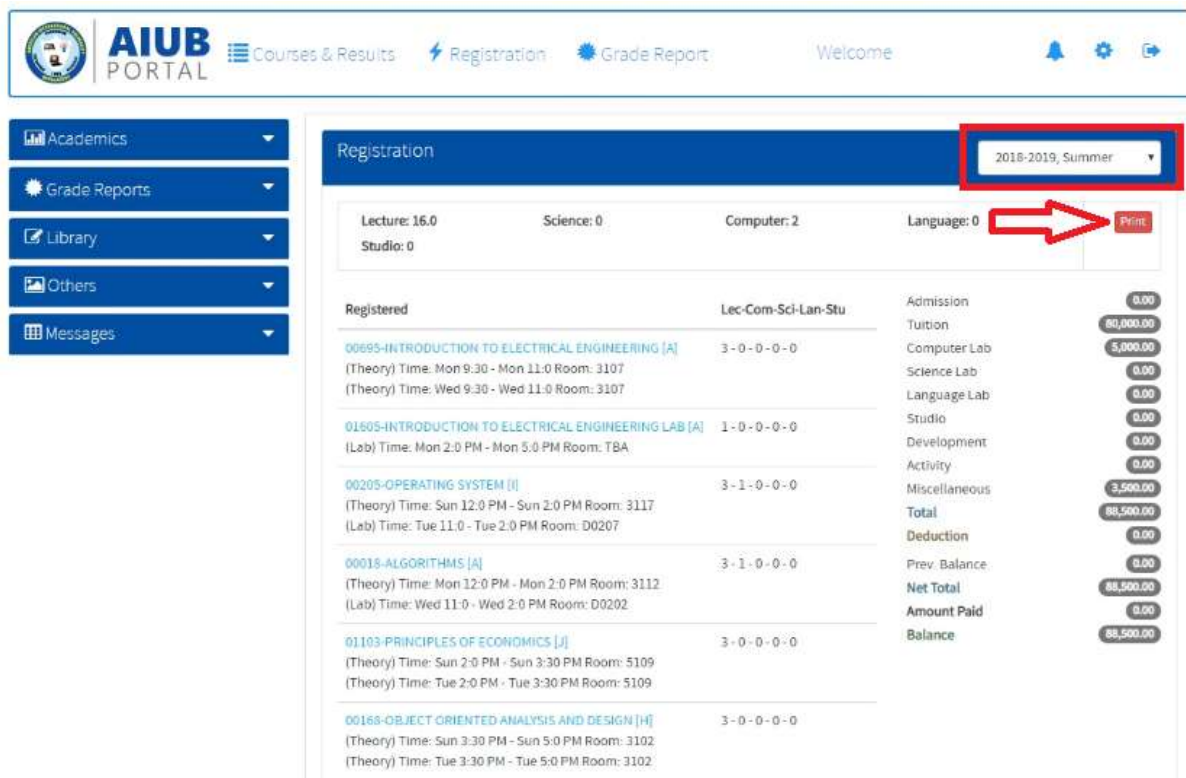 AIUB
PORTAL
Courses & Results
Registration
Grade Report
Welcome
Academics
Grade Reports
Library
Others
Messages
Registration
2018-2019, Summer
Lecture: 16.0 Science: 0 Computer: 2 Language: 0
Studio: 0
Print
Registered Lec-Com-Sci-Lan-Stu
00695-INTRODUCTION TO ELECTRICAL ENGINEERING [A] 3 - 0 - 0 - 0 - 0
(Theory) Time: Mon 9:30 - Mon 11:0 Room: 3107
(Theory) Time: Wed 9:30 - Wed 11:0 Room: 3107
01605-INTRODUCTION TO ELECTRICAL ENGINEERING LAB [A] 1 - 0 - 0 - 0 - 0
(Lab) Time: Mon 2:0 PM - Mon 5:0 PM Room: TBA
00205-OPERATING SYSTEM [I] 3 - 1 - 0 - 0 - 0
(Theory) Time: Sun 12:0 PM - Sun 2:0 PM Room: 3117
(Lab) Time: Tue 11:0 - Tue 2:0 PM Room: D0207
00018-ALGORITHMS [A] 3 - 1 - 0 - 0 - 0
(Theory) Time: Mon 12:0 PM - Mon 2:0 PM Room: 3112
(Lab) Time: Wed 11:0 - Wed 2:0 PM Room: D0202
01103-PRINCIPLES OF ECONOMICS [J] 3 - 0 - 0 - 0 - 0
(Theory) Time: Sun 2:0 PM - Sun 3:30 PM Room: 5109
(Theory) Time: Tue 2:0 PM - Tue 3:30 PM Room: 5109
00168-OBJECT ORIENTED ANALYSIS AND DESIGN [H] 3 - 0 - 0 - 0 - 0
(Theory) Time: Sun 3:30 PM - Sun 5:0 PM Room: 3102
(Theory) Time: Tue 3:30 PM - Tue 5:0 PM Room: 3102
Admission 0.00
Tuition 80,000.00
Computer Lab 5,000.00
Science Lab 0.00
Language Lab 0.00
Studio 0.00
Development 0.00
Activity 0.00
Miscellaneous 3,500.00
Total 88,500.00
Deduction 0.00
Prev. Balance 0.00
Net Total 88,500.00
Amount Paid 0.00
Balance 88,500.00